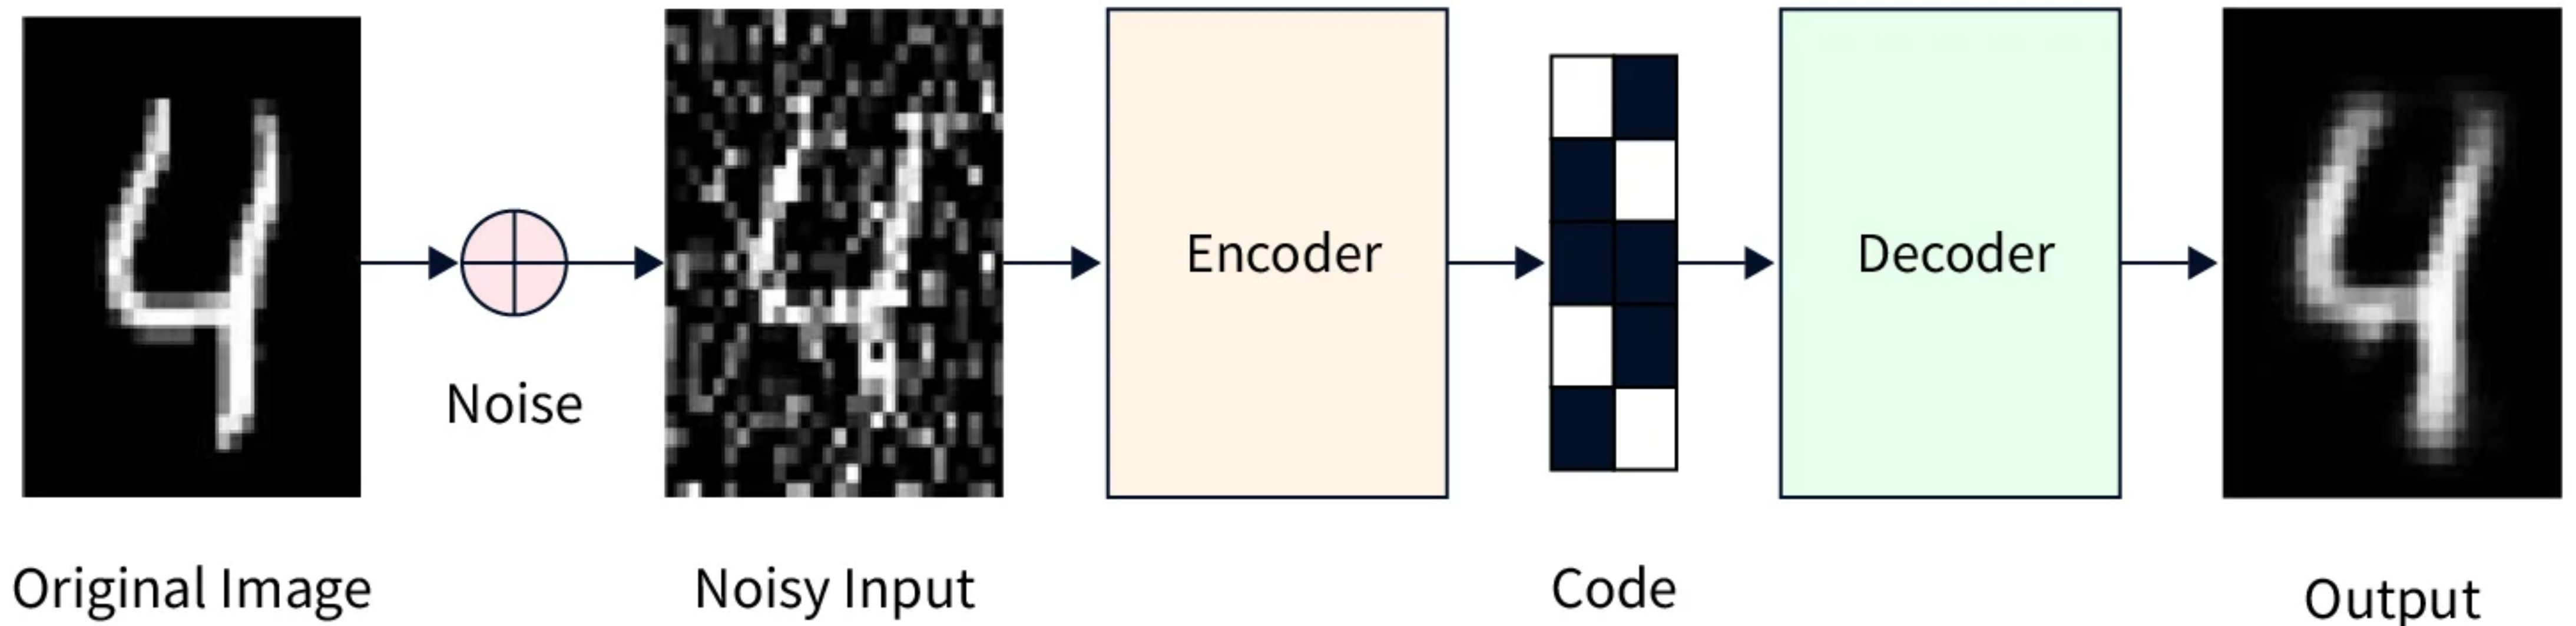 Encoder
Decoder
Noise
Original Image
Noisy Input
Code
Output